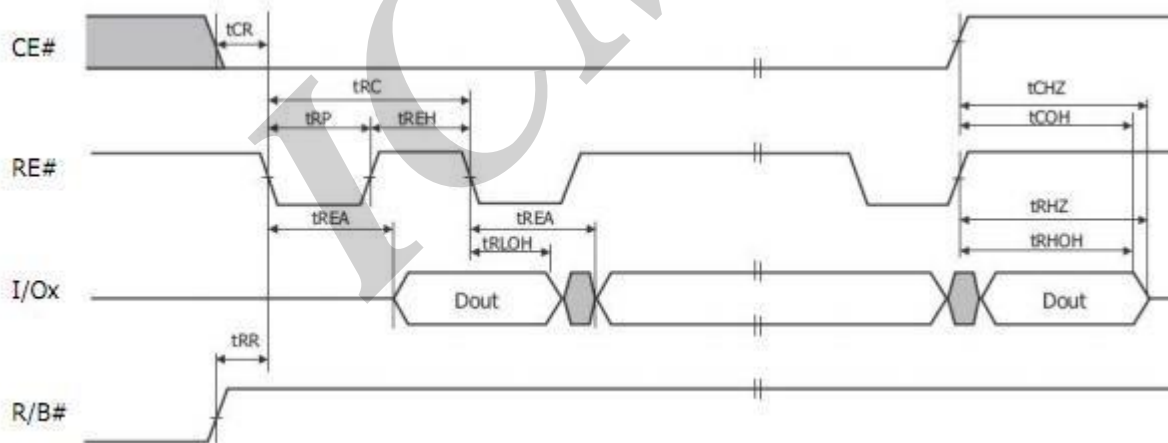 CE#
tCR
tRC
tCHZ
tCOH
tRP
tREH
RE#
tREA
tREA
tRHZ
tRLOH
tRHOH
I/Ox
Dout
Dout
tRR
R/B#